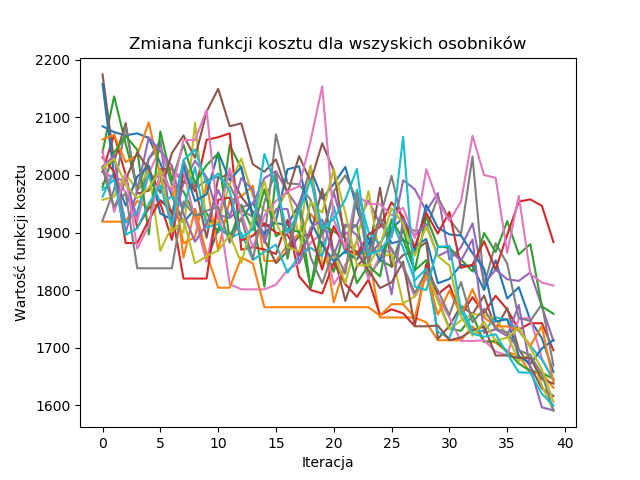 Zmiana funkcji kosztu dla wszyskich osobników
Wartość funkcji kosztu
2200
2100
2000
1900
1800
1700
1600
0 5 10 15 20 25 30 35 40
Iteracja